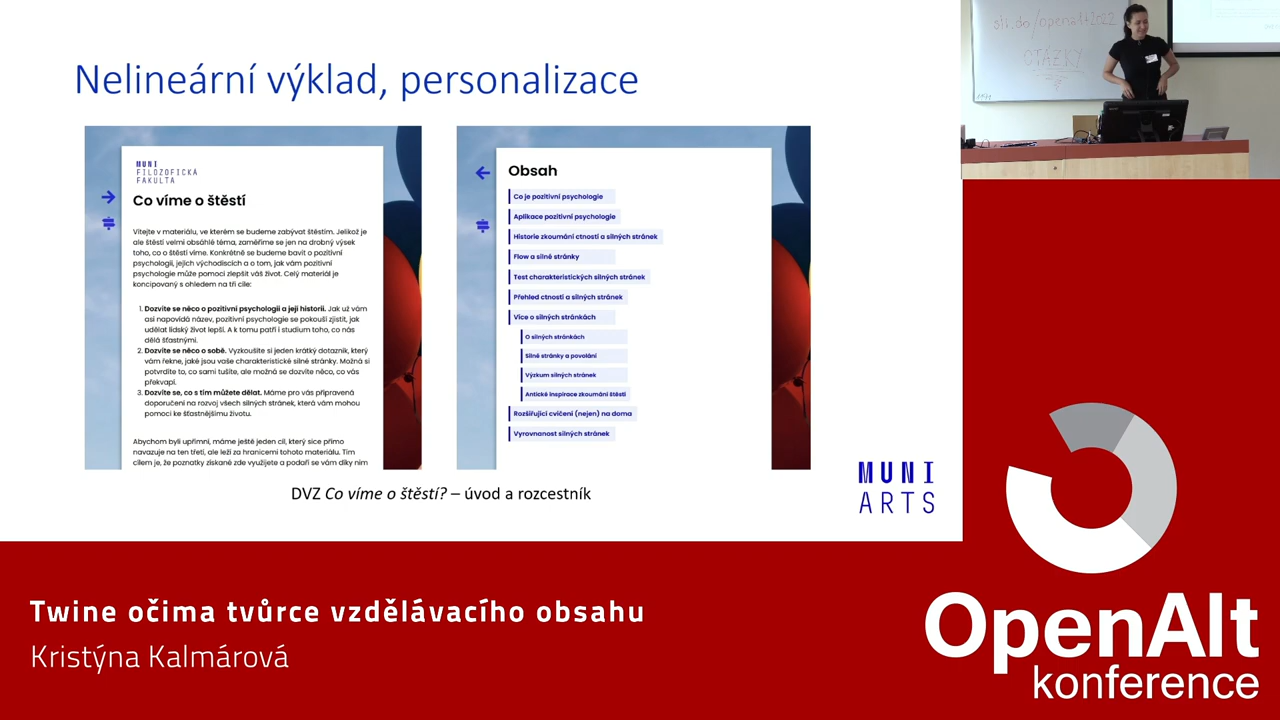 Nelineární výklad, personalizace
MUNI
FILOZOFICKÁ
FAKULTA
Co víme o štěstí
Vítejte v materiálu, ve kterém se budeme zabývat štěstím. Jelikož je
ale štěstí velmi obsáhlé téma, zaměříme se jen na drobný výsek
toho, co o štěstí víme. Konkrétně se budeme bavit o pozitivní
psychologii, jejích východiscích a o tom, jak vám pozitivní
psychologie může pomoci zlepšit váš život. Celý materiál je
koncipovaný s ohledem na tři cíle:
1. Dozvíte se něco o pozitivní psychologii a její historii. Jak už vám
asi napovídá název, pozitivní psychologie se pokouší zjistit, jak
udělat lidský život lepší. A k tomu patří i studium toho, co nás
dělá šťastnými.
2. Dozvíte se něco o sobě. Vyzkoušíte si jeden krátký dotazník, který
vám řekne, jaké jsou vaše charakteristické silné stránky. Možná si
potvrdíte to, co sami tušíte, ale možná se dozvíte něco, co vás
překvapí.
3. Dozvíte se, co s tím můžete dělat. Máme pro vás připravená
doporučení na rozvoj všech silných stránek, která vám mohou
pomoci ke šťastnějšímu životu.
Abychom byli upřímní, máme ještě jeden cíl, který sice přímo
navazuje na ten třetí, ale leží za hranicemi tohoto materiálu. Tím
cílem je, že poznatky získané zde využijete a podaří se vám díky nim
Obsah
Co je pozitivní psychologie
Aplikace pozitivní psychologie
Historie zkoumání ctností a silných stránek
Flow a silné stránky
Test charakteristických silných stránek
Přehled ctností a silných stránek
Více o silných stránkách
O silných stránkách
Silné stránky a povolání
Výzkum silných stránek
Antické inspirace zkoumání štěstí
Rozšiřující cvičení (nejen) na doma
Vyrovnanost silných stránek
DVZ Co víme o štěstí? – úvod a rozcestník
MUNI
ARTS
sli.do/openalt2022
OTÁZKY
Twine očima tvůrce vzdělávacího obsahu
Kristýna Kalmárová
OpenAlt
konference